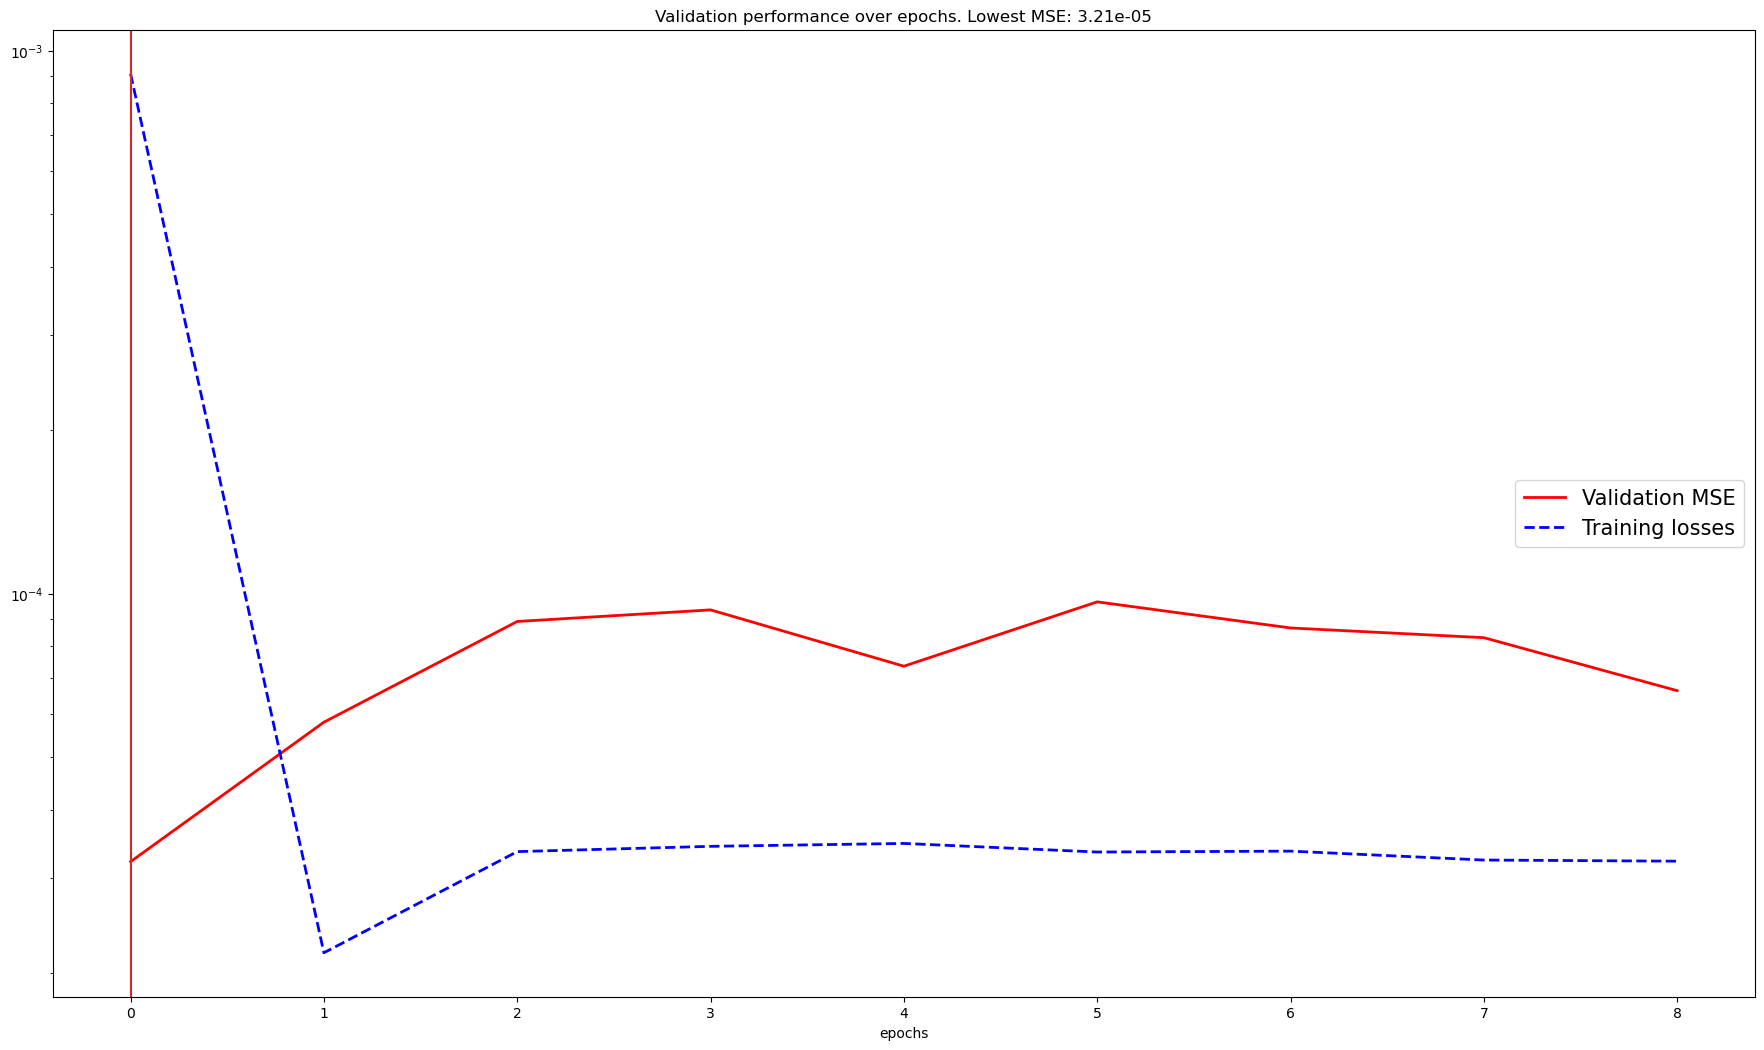 Validation performance over epochs. Lowest MSE: 3.21e-05
10⁻³
10⁻⁴
Validation MSE
Training losses
0 1 2 3 4 5 6 7 8
epochs